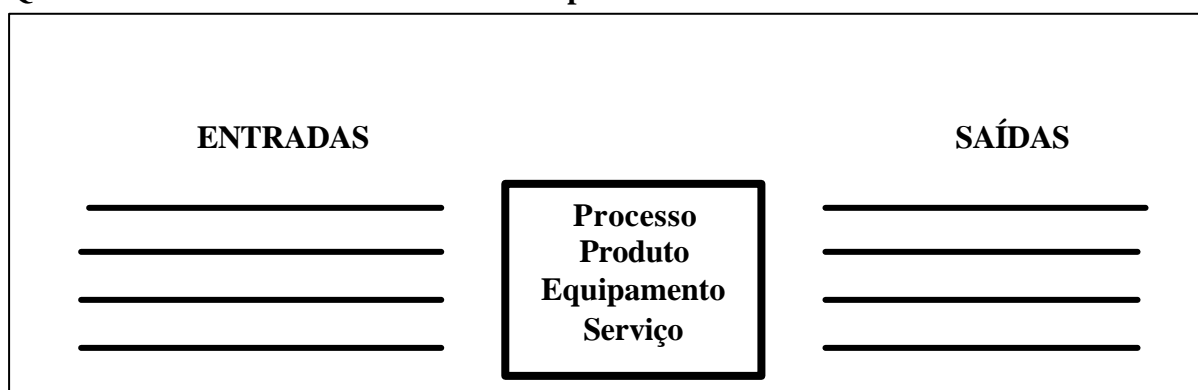 ENTRADAS
SAÍDAS
Processo
Produto
Equipamento
Serviço